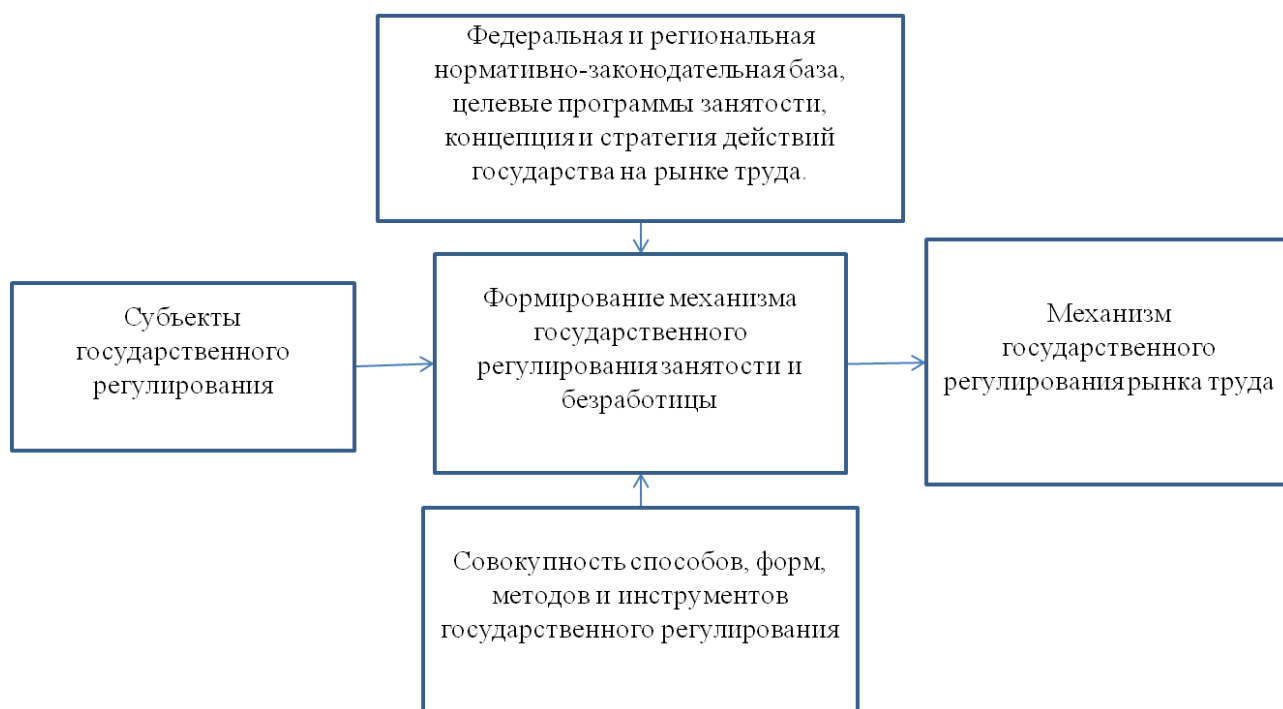 Федеральная и региональная
нормативно-законодательная база,
целевые программы занятости,
концепция и стратегия действий
государства на рынке труда.
Субъекты
государственного
регулирования
Формирование механизма
государственного
регулирования занятости и
безработицы
Механизм
государственного
регулирования рынка труда
Совокупность способов, форм,
методов и инструментов
государственного регулирования